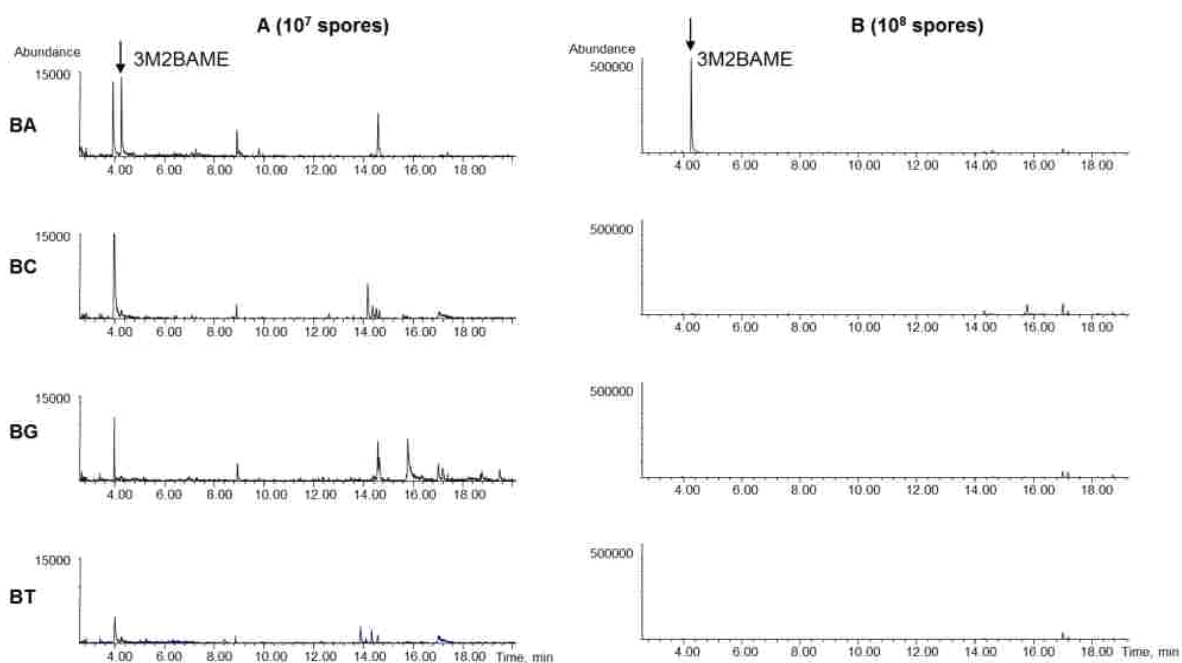 A (10⁷ spores)
Abundance
3M2BAME
15000
BA
4.00 6.00 8.00 10.00 12.00 14.00 16.00 18.00
15000
BC
4.00 6.00 8.00 10.00 12.00 14.00 16.00 18.00
15000
BG
4.00 6.00 8.00 10.00 12.00 14.00 16.00 18.00
15000
BT
4.00 6.00 8.00 10.00 12.00 14.00 16.00 18.00 Time, min
B (10⁸ spores)
Abundance
3M2BAME
500000
4.00 6.00 8.00 10.00 12.00 14.00 16.00 18.00
500000
4.00 6.00 8.00 10.00 12.00 14.00 16.00 18.00
500000
4.00 6.00 8.00 10.00 12.00 14.00 16.00 18.00
500000
4.00 6.00 8.00 10.00 12.00 14.00 16.00 18.00 Time, min